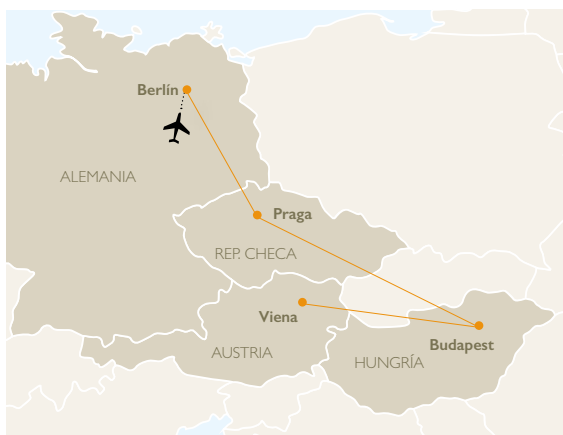 Berlín
ALEMANIA
Praga
REP. CHECA
Viena
Budapest
AUSTRIA
HUNGRÍA